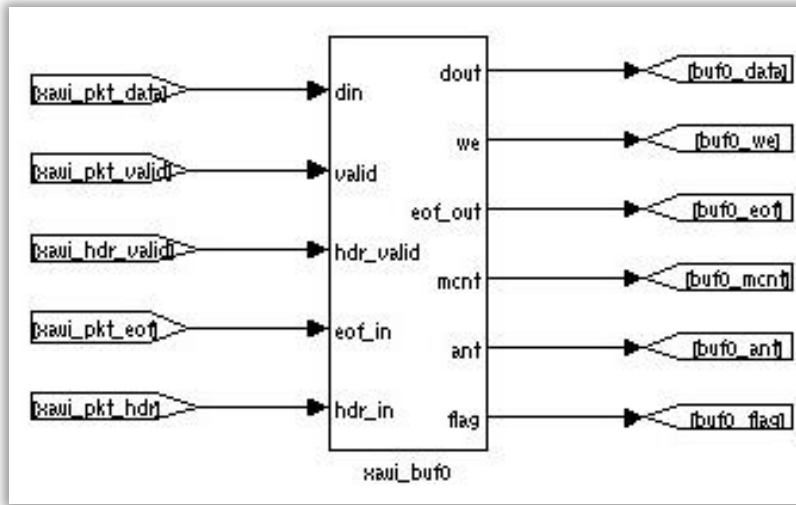 [xaui_pkt_data]
[xaui_pkt_valid]
[xaui_hdr_valid]
[xaui_pkt_eof]
[xaui_pkt_hdr]
din
valid
hdr_valid
eof_in
hdr_in
dout
we
eof_out
mcnt
ant
flag
[buf0_data]
[buf0_we]
[buf0_eof]
[buf0_mcnt]
[buf0_ant]
[buf0_flag]
xaui_buf0